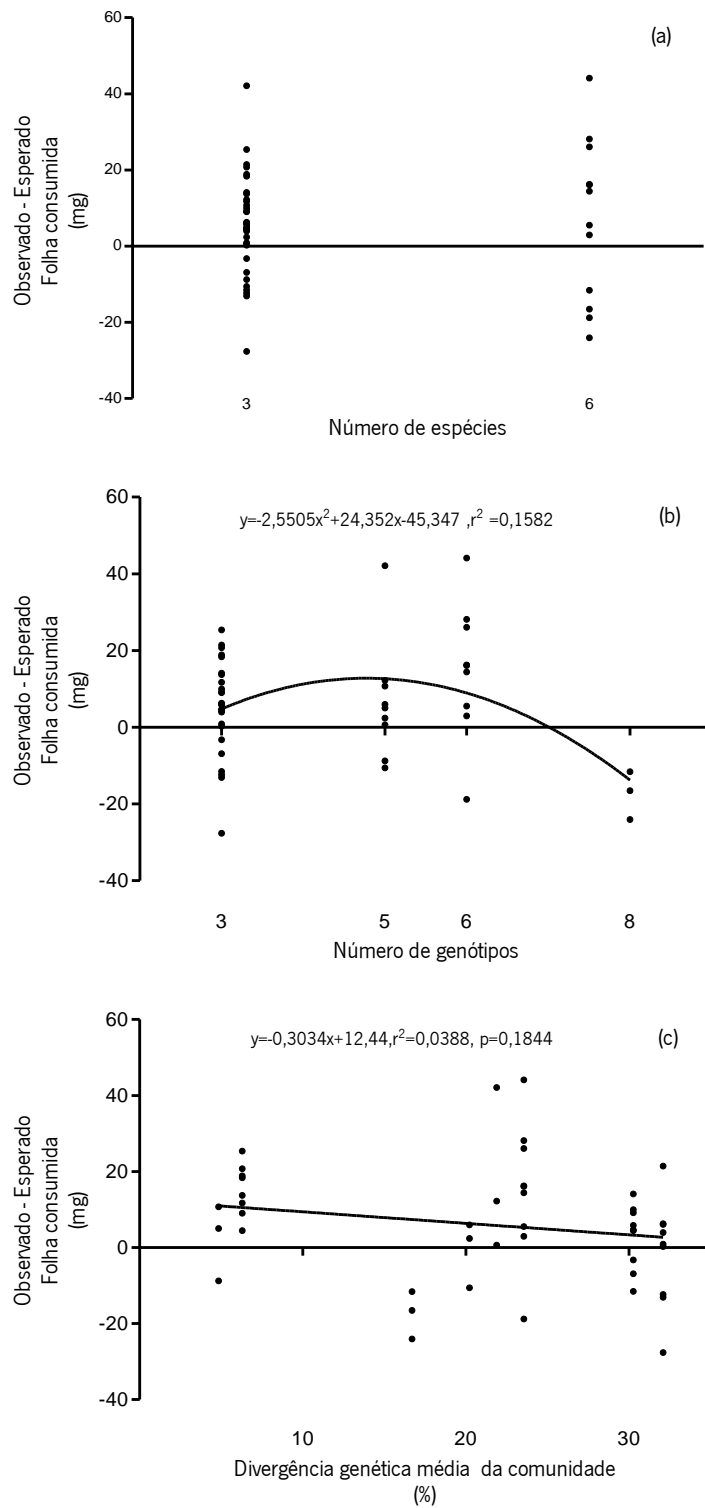 (a)
60
40
20
0
-20
-40
Observado - Esperado
Folha consumida
(mg)
3
6
Número de espécies
(b)
y=-2,5505x²+24,352x-45,347 ,r² =0,1582
60
40
20
0
-20
-40
Observado - Esperado
Folha consumida
(mg)
3
5
6
8
Número de genótipos
(c)
y=-0,3034x+12,44,r²=0,0388, p=0,1844
60
40
20
0
-20
-40
Observado - Esperado
Folha consumida
(mg)
10
20
30
Divergência genética média da comunidade
(%)